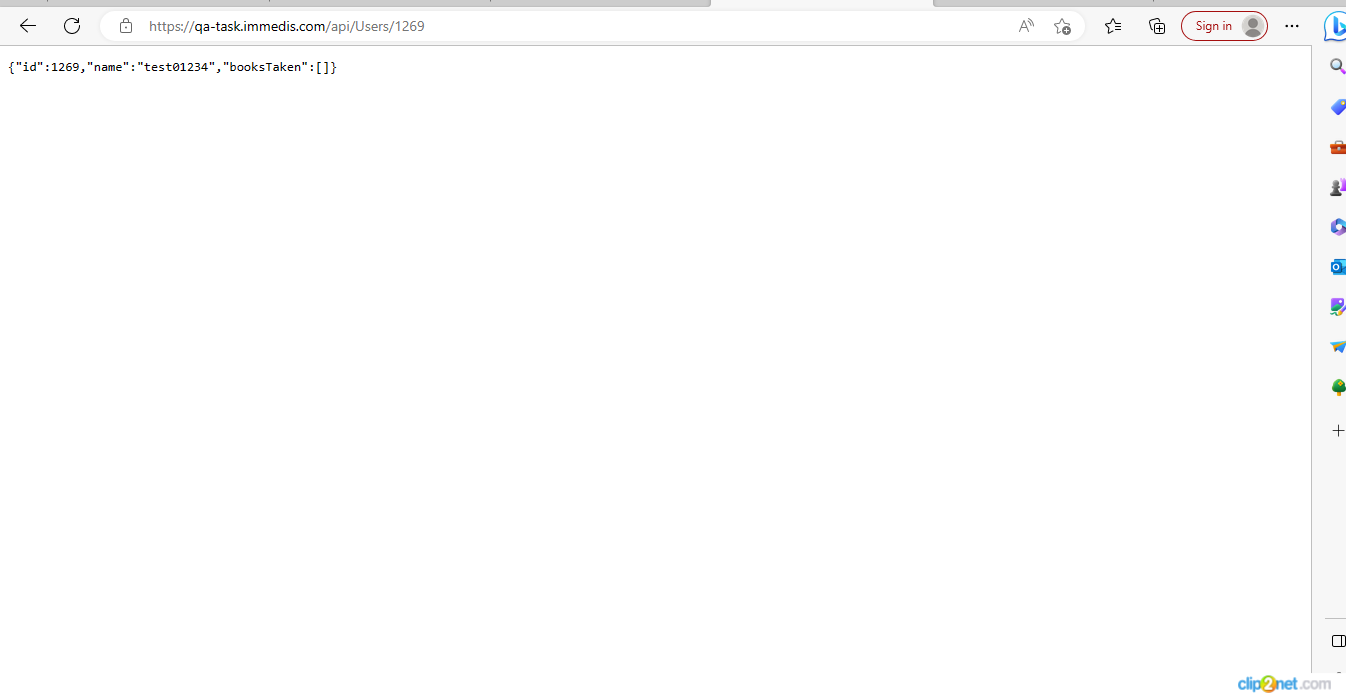 https://qa-task.immedis.com/api/Users/1269
Sign in
{"id":1269,"name":"test01234","booksTaken":[]}
clip2net.com